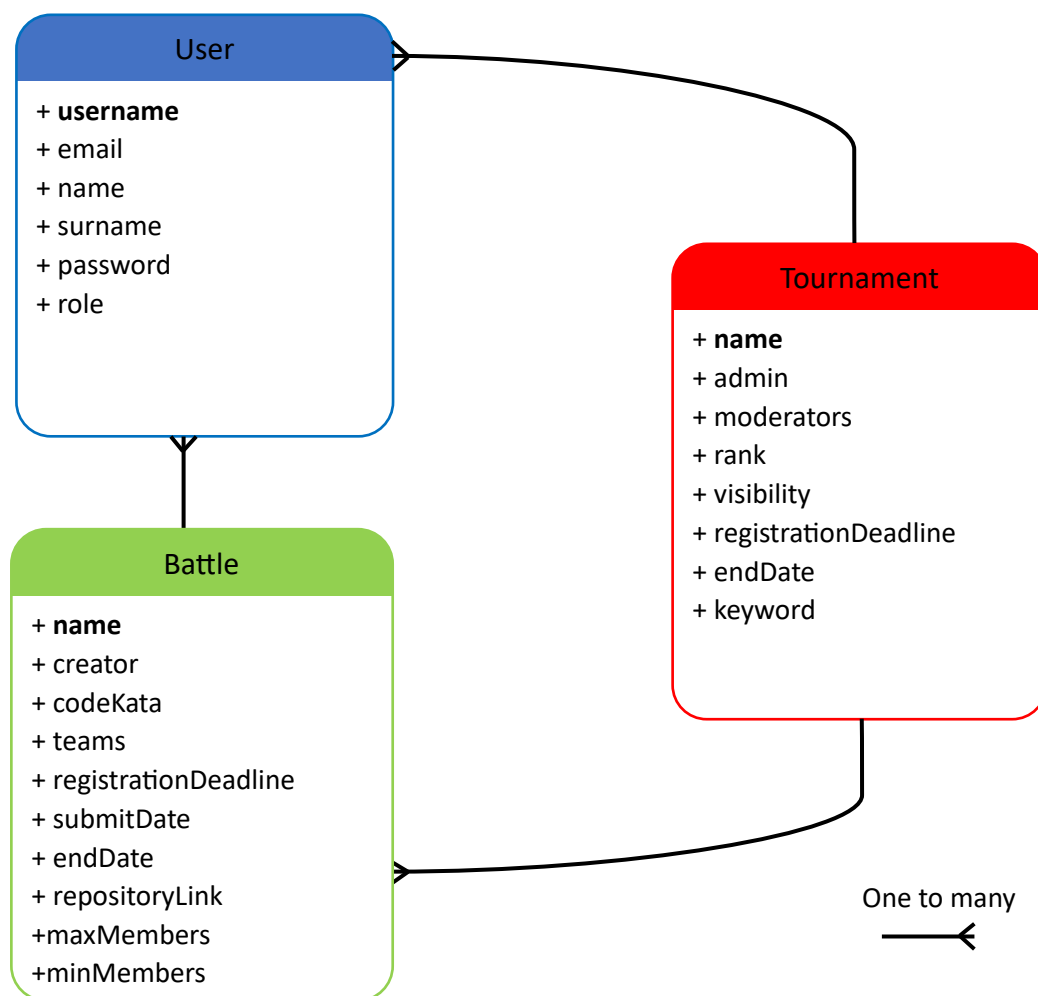 User
+ username
+ email
+ name
+ surname
+ password
+ role
Tournament
+ name
+ admin
+ moderators
+ rank
+ visibility
+ registrationDeadline
+ endDate
+ keyword
Battle
+ name
+ creator
+ codeKata
+ teams
+ registrationDeadline
+ submitDate
+ endDate
+ repositoryLink
+maxMembers
+minMembers
One to many